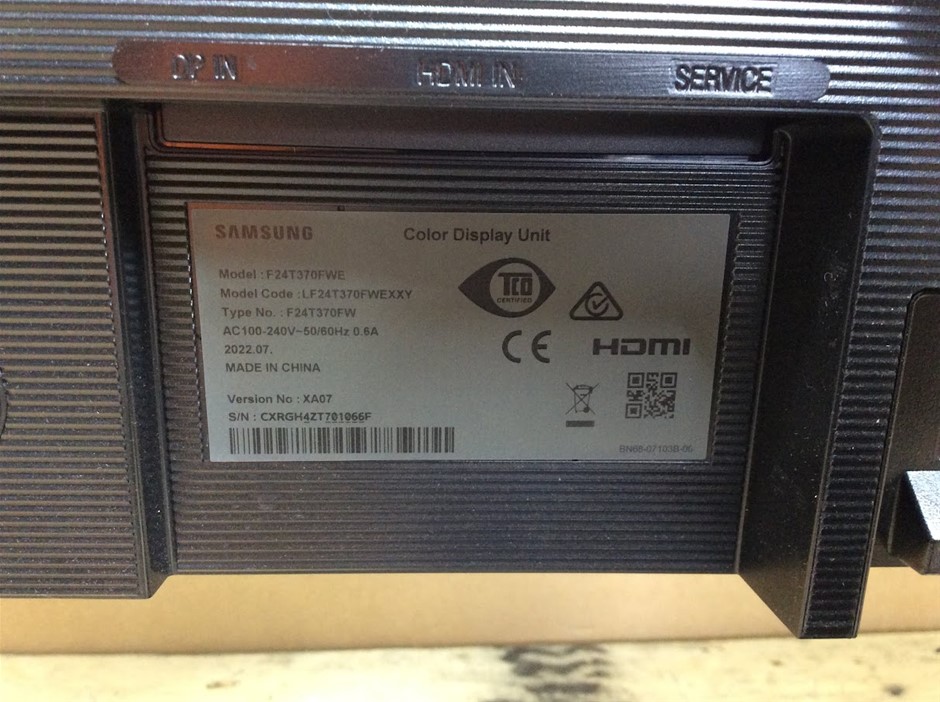 DP IN HDMI IN SERVICE
SAMSUNG
Color Display Unit
Model : F24T370FWE
Model Code : LF24T370FWEXXY
Type No. : F24T370FW
AC100-240V~50/60Hz 0.6A
2022.07.
MADE IN CHINA
TCO
CERTIFIED
CE HDMI
Version No : XA07
S/N : CXRGH4ZT701066F